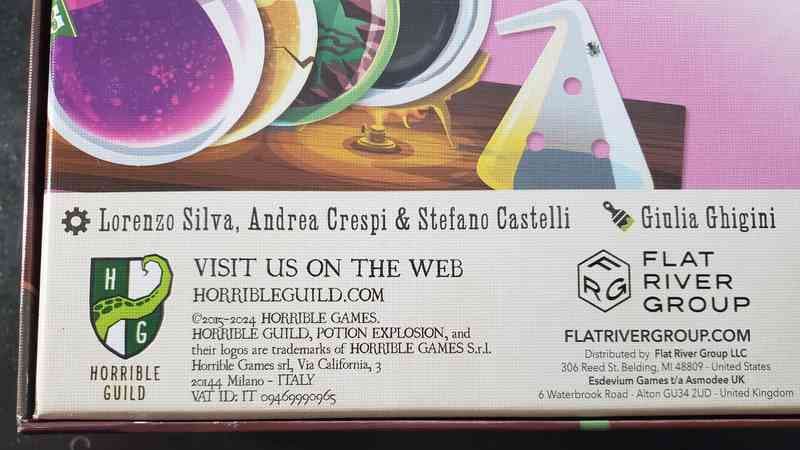 G
Lorenzo Silva, Andrea Crespi & Stefano Castelli
Giulia Ghigini
H
G
HORRIBLE
GUILD
VISIT US ON THE WEB
HORRIBLEGUILD.COM
©2015-2024 HORRIBLE GAMES.
HORRIBLE GUILD, POTION EXPLOSION, and
their logos are trademarks of HORRIBLE GAMES S.r.l.
Horrible Games srl, Via California, 3
20144 Milano - ITALY
VAT ID: IT 09469990965
FRG
FLAT
RIVER
GROUP
FLATRIVERGROUP.COM
Distributed by Flat River Group LLC
306 Reed St. Belding, MI 48809 - United States
Esdevium Games t/a Asmodee UK
6 Waterbrook Road - Alton GU34 2UD - United Kingdom